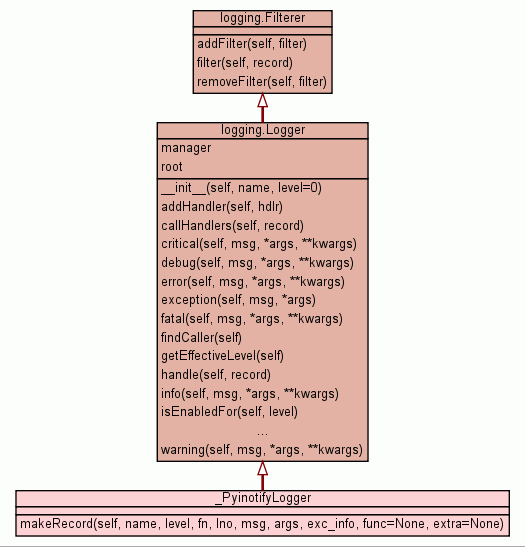 logging.Filterer
addFilter(self, filter)
filter(self, record)
removeFilter(self, filter)
logging.Logger
manager
root
__init__(self, name, level=0)
addHandler(self, hdlr)
callHandlers(self, record)
critical(self, msg, *args, **kwargs)
debug(self, msg, *args, **kwargs)
error(self, msg, *args, **kwargs)
exception(self, msg, *args)
fatal(self, msg, *args, **kwargs)
findCaller(self)
getEffectiveLevel(self)
handle(self, record)
info(self, msg, *args, **kwargs)
isEnabledFor(self, level)
...
warning(self, msg, *args, **kwargs)
_PyinotifyLogger
makeRecord(self, name, level, fn, lno, msg, args, exc_info, func=None, extra=None)